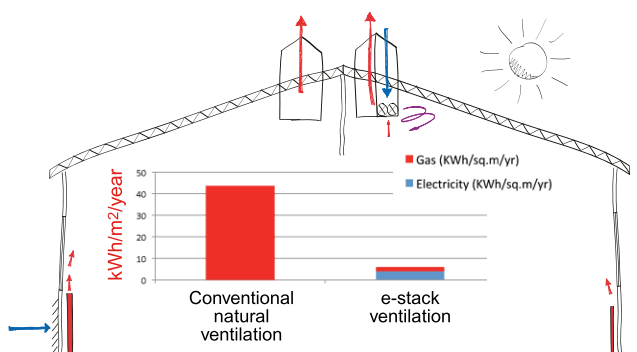 Gas (KWh/sq.m/yr)
Electricity (KWh/sq.m/yr)
kWh/m2/year
50
40
30
20
10
0
Conventional
natural
ventilation
e-stack
ventilation